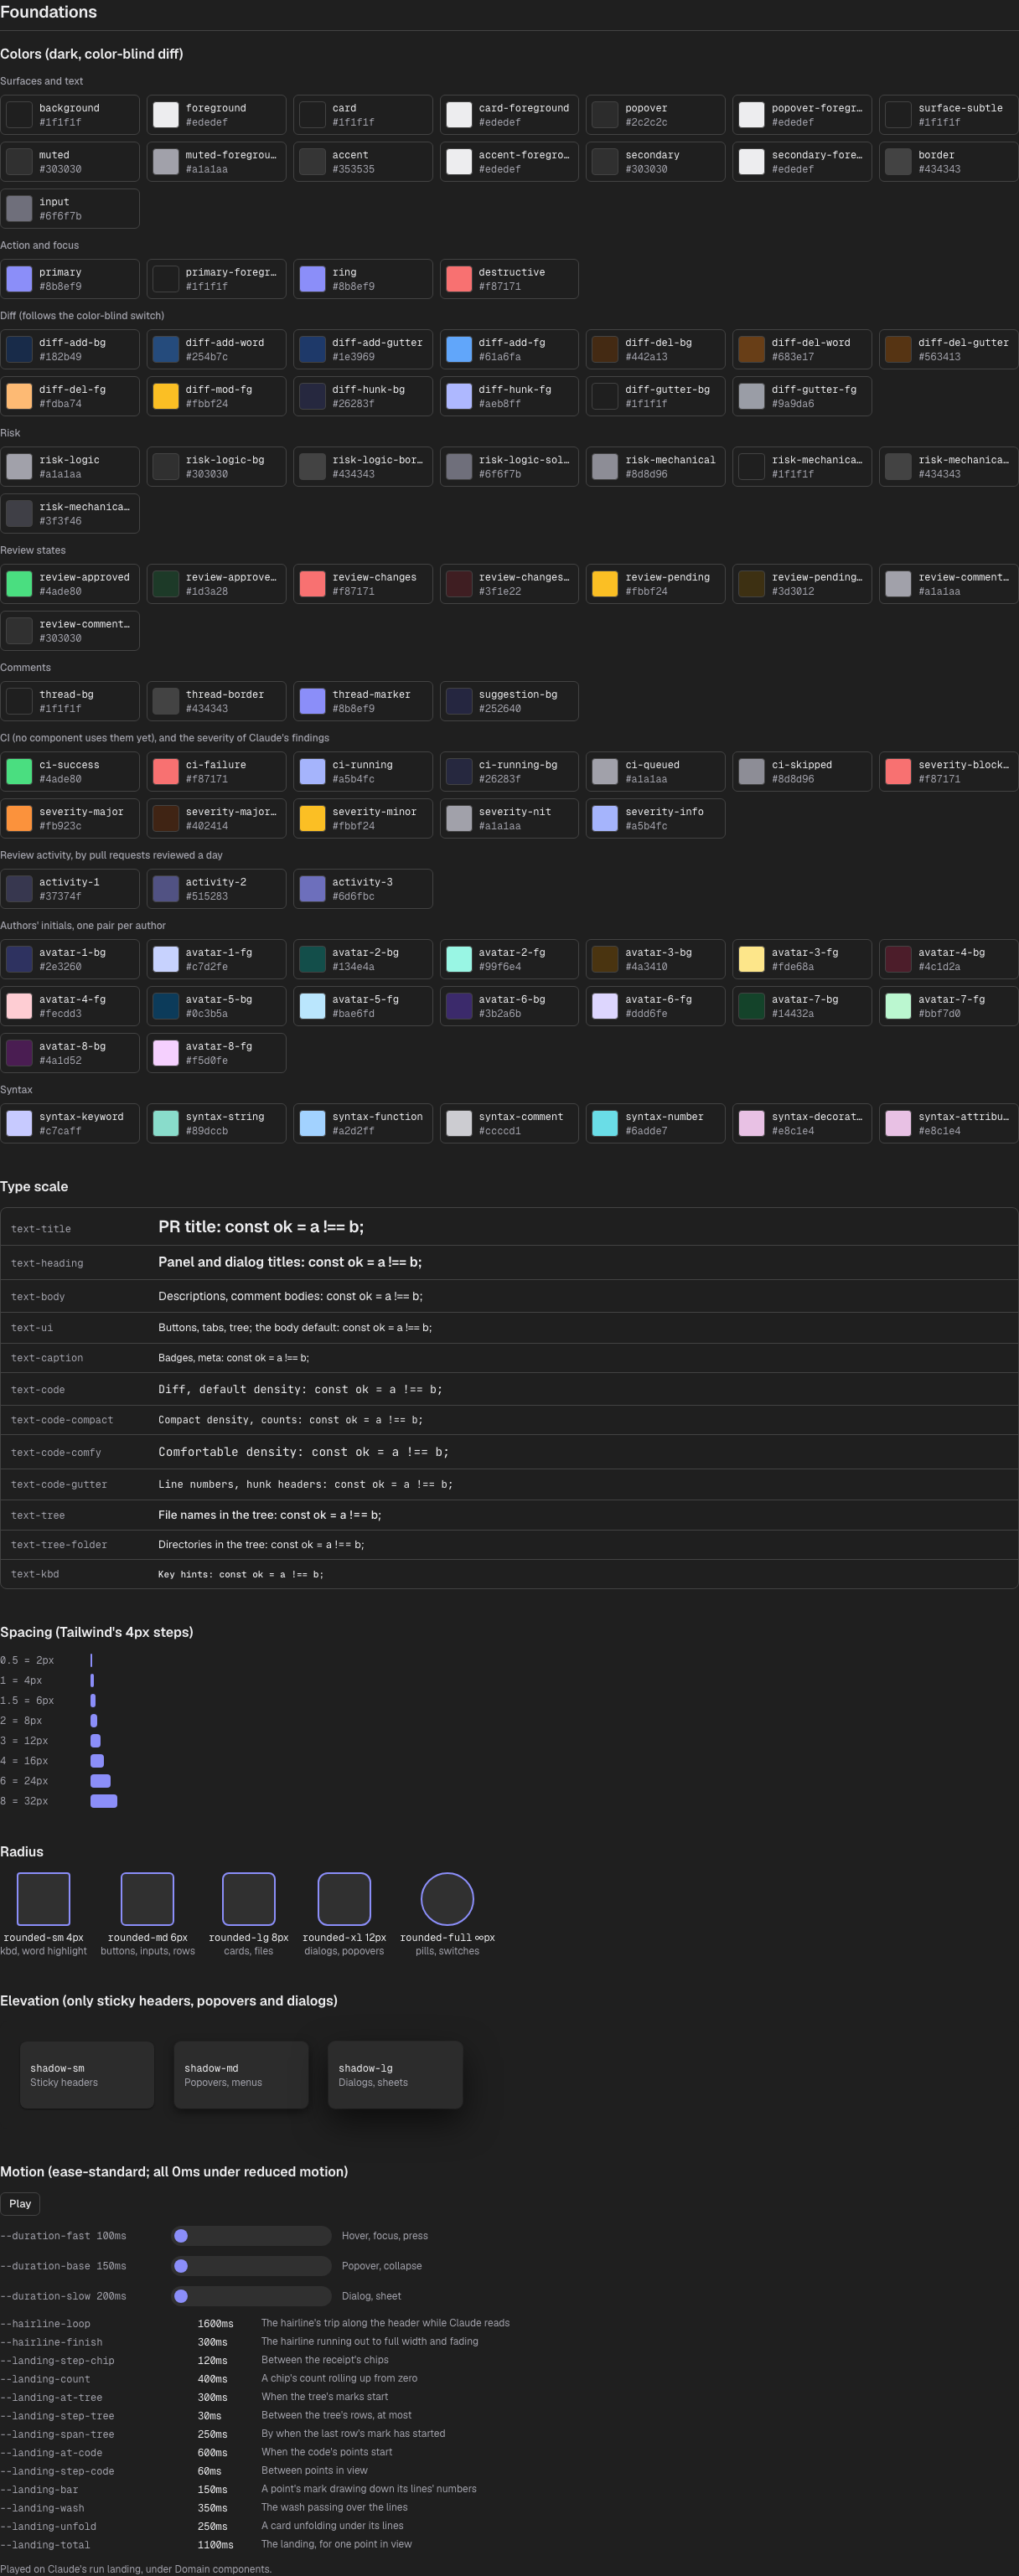 Foundations
Colors (dark, color-blind diff)
Surfaces and text
background foreground card card-foreground popover popover-foregr… surface-subtle
#1f1f1f #ededef #1f1f1f #ededef #2c2c2c #ededef #1f1f1f
muted muted-foregrou… accent accent-foregro… secondary secondary-fore… border
#303030 #a1a1aa #353535 #ededef #303030 #ededef #434343
input
#6f6f7b
Action and focus
primary primary-foregr… ring destructive
#8b8ef9 #1f1f1f #8b8ef9 #f87171
Diff (follows the color-blind switch)
diff-add-bg diff-add-word diff-add-gutter diff-add-fg diff-del-bg diff-del-word diff-del-gutter
#182b49 #254b7c #1e3969 #61a6fa #442a13 #683e17 #563413
diff-del-fg diff-mod-fg diff-hunk-bg diff-hunk-fg diff-gutter-bg diff-gutter-fg
#fdba74 #fbbf24 #26283f #aeb8ff #1f1f1f #9a9da6
Risk
risk-logic risk-logic-bg risk-logic-bor… risk-logic-sol… risk-mechanical risk-mechanica… risk-mechanica…
#a1a1aa #303030 #434343 #6f6f7b #8d8d96 #1f1f1f #434343
risk-mechanica…
#3f3f46
Review states
review-approved review-approve… review-changes review-changes… review-pending review-pending… review-comment…
#4ade80 #1d3a28 #f87171 #3f1e22 #fbbf24 #3d3012 #a1a1aa
review-comment…
#303030
Comments
thread-bg thread-border thread-marker suggestion-bg
#1f1f1f #434343 #8b8ef9 #252640
CI (no component uses them yet), and the severity of Claude's findings
ci-success ci-failure ci-running ci-running-bg ci-queued ci-skipped severity-block…
#4ade80 #f87171 #a5b4fc #26283f #a1a1aa #8d8d96 #f87171
severity-major severity-major… severity-minor severity-nit severity-info
#fb923c #402414 #fbbf24 #a1a1aa #a5b4fc
Review activity, by pull requests reviewed a day
activity-1 activity-2 activity-3
#37374f #515283 #6d6fbc
Authors' initials, one pair per author
avatar-1-bg avatar-1-fg avatar-2-bg avatar-2-fg avatar-3-bg avatar-3-fg avatar-4-bg
#2e3260 #c7d2fe #134e4a #99f6e4 #4a3410 #fde68a #4c1d2a
avatar-4-fg avatar-5-bg avatar-5-fg avatar-6-bg avatar-6-fg avatar-7-bg avatar-7-fg
#fecdd3 #0c3b5a #bae6fd #3b2a6b #ddd6fe #14432a #bbf7d0
avatar-8-bg avatar-8-fg
#4a1d52 #f5d0fe
Syntax
syntax-keyword syntax-string syntax-function syntax-comment syntax-number syntax-decorat… syntax-attribu…
#c7caff #89dccb #a2d2ff #ccccd1 #6adde7 #e8c1e4 #e8c1e4
Type scale
text-title PR title: const ok = a !== b;
text-heading Panel and dialog titles: const ok = a !== b;
text-body Descriptions, comment bodies: const ok = a !== b;
text-ui Buttons, tabs, tree; the body default: const ok = a !== b;
text-caption Badges, meta: const ok = a !== b;
text-code Diff, default density: const ok = a !== b;
text-code-compact Compact density, counts: const ok = a !== b;
text-code-comfy Comfortable density: const ok = a !== b;
text-code-gutter Line numbers, hunk headers: const ok = a !== b;
text-tree File names in the tree: const ok = a !== b;
text-tree-folder Directories in the tree: const ok = a !== b;
text-kbd Key hints: const ok = a !== b;
Spacing (Tailwind's 4px steps)
0.5 = 2px
1 = 4px
1.5 = 6px
2 = 8px
3 = 12px
4 = 16px
6 = 24px
8 = 32px
Radius
rounded-sm 4px rounded-md 6px rounded-lg 8px rounded-xl 12px rounded-full ∞px
kbd, word highlight buttons, inputs, rows cards, files dialogs, popovers pills, switches
Elevation (only sticky headers, popovers and dialogs)
shadow-sm shadow-md shadow-lg
Sticky headers Popovers, menus Dialogs, sheets
Motion (ease-standard; all 0ms under reduced motion)
Play
--duration-fast 100ms Hover, focus, press
--duration-base 150ms Popover, collapse
--duration-slow 200ms Dialog, sheet
--hairline-loop 1600ms The hairline's trip along the header while Claude reads
--hairline-finish 300ms The hairline running out to full width and fading
--landing-step-chip 120ms Between the receipt's chips
--landing-count 400ms A chip's count rolling up from zero
--landing-at-tree 300ms When the tree's marks start
--landing-step-tree 30ms Between the tree's rows, at most
--landing-span-tree 250ms By when the last row's mark has started
--landing-at-code 600ms When the code's points start
--landing-step-code 60ms Between points in view
--landing-bar 150ms A point's mark drawing down its lines' numbers
--landing-wash 350ms The wash passing over the lines
--landing-unfold 250ms A card unfolding under its lines
--landing-total 1100ms The landing, for one point in view
Played on Claude's run landing, under Domain components.